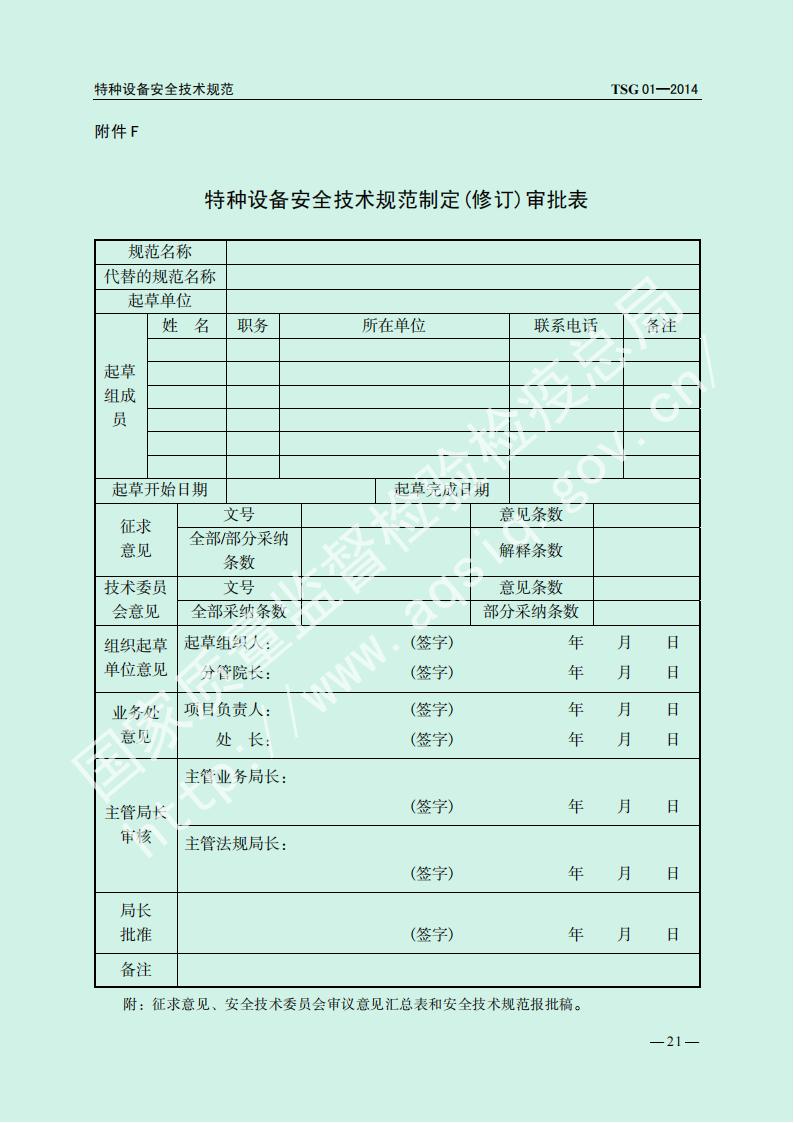 特种设备安全技术规范 TSG 01—2014
附件 F
特种设备安全技术规范制定(修订)审批表
规范名称
代替的规范名称
起草单位
起草组成员
姓 名 职务 所在单位 联系电话 备注
起草开始日期 起草完成日期
征求意见
文号 意见条数
全部/部分采纳条数 解释条数
技术委员会意见
文号 意见条数
全部采纳条数 部分采纳条数
组织起草单位意见
起草组织人： (签字) 年 月 日
分管院长： (签字) 年 月 日
业务处意见
项目负责人： (签字) 年 月 日
处 长： (签字) 年 月 日
主管局长审核
主管业务局长：
(签字) 年 月 日
主管法规局长：
(签字) 年 月 日
局长批准
(签字) 年 月 日
备注
附：征求意见、安全技术委员会审议意见汇总表和安全技术规范报批稿。
—21—
国家质量监督检验检疫总局
http://www.aqsiq.gov.cn/